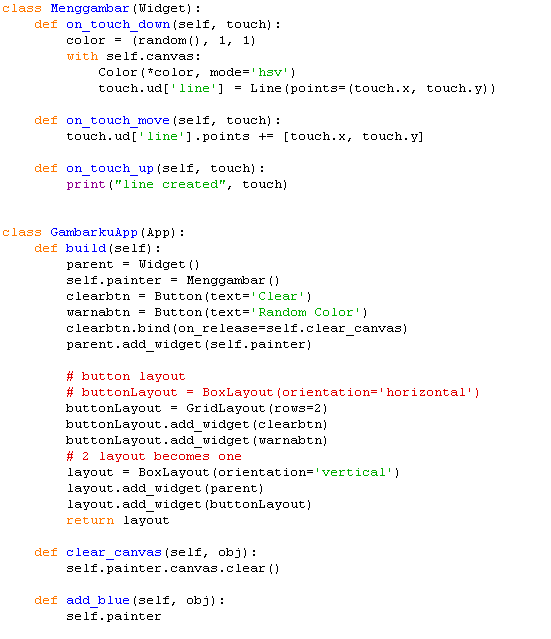 class Menggambar(Widget):
    def on_touch_down(self, touch):
        color = (random(), 1, 1)
        with self.canvas:
            Color(*color, mode='hsv')
            touch.ud['line'] = Line(points=(touch.x, touch.y))

    def on_touch_move(self, touch):
        touch.ud['line'].points += [touch.x, touch.y]

    def on_touch_up(self, touch):
        print("line created", touch)


class GambarkuApp(App):
    def build(self):
        parent = Widget()
        self.painter = Menggambar()
        clearbtn = Button(text='Clear')
        warnabtn = Button(text='Random Color')
        clearbtn.bind(on_release=self.clear_canvas)
        parent.add_widget(self.painter)

        # button layout
        # buttonLayout = BoxLayout(orientation='horizontal')
        buttonLayout = GridLayout(rows=2)
        buttonLayout.add_widget(clearbtn)
        buttonLayout.add_widget(warnabtn)
        # 2 layout becomes one
        layout = BoxLayout(orientation='vertical')
        layout.add_widget(parent)
        layout.add_widget(buttonLayout)
        return layout

    def clear_canvas(self, obj):
        self.painter.canvas.clear()

    def add_blue(self, obj):
        self.painter